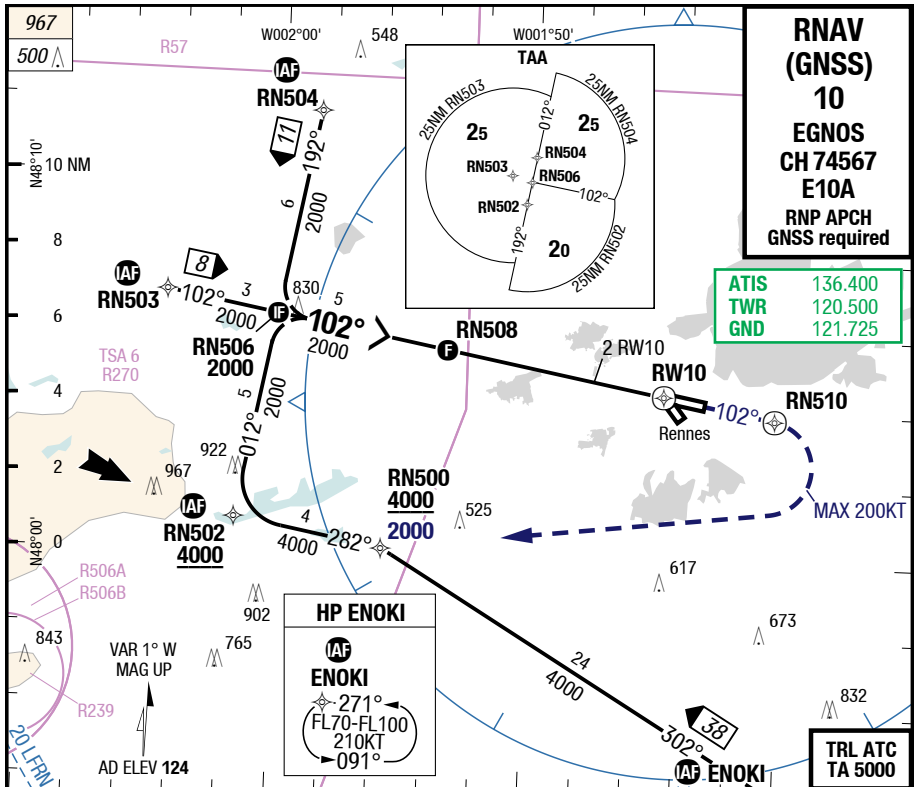 967
500
R57
W002°00'
548
W001°50'
IAF
RN504
11
192°
6
2000
N48°10'
10 NM
8
6
4
2
0
N48°00'
TAA
25NM RN503
25NM RN504
25NM RN502
25
25
20
012°
RN504
RN503
RN506
102°
RN502
192°
RNAV
(GNSS)
10
EGNOS
CH 74567
E10A
RNP APCH
GNSS required
ATIS 136.400
TWR 120.500
GND 121.725
IAF
RN503
8
102°
3
2000
830
IF
RN506
2000
5
102°
2000
F
RN508
2 RW10
RW10
102°
RN510
Rennes
MAX 200KT
TSA 6
R270
5
2000
012°
922
967
IAF
RN502
4000
4
4000
282°
RN500
4000
2000
525
617
673
832
R506A
R506B
843
R239
902
765
VAR 1° W
MAG UP
AD ELEV 124
20 LFRN
HP ENOKI
IAF
ENOKI
271°
FL70-FL100
210KT
091°
24
4000
38
302°
IAF ENOKI
TRL ATC
TA 5000